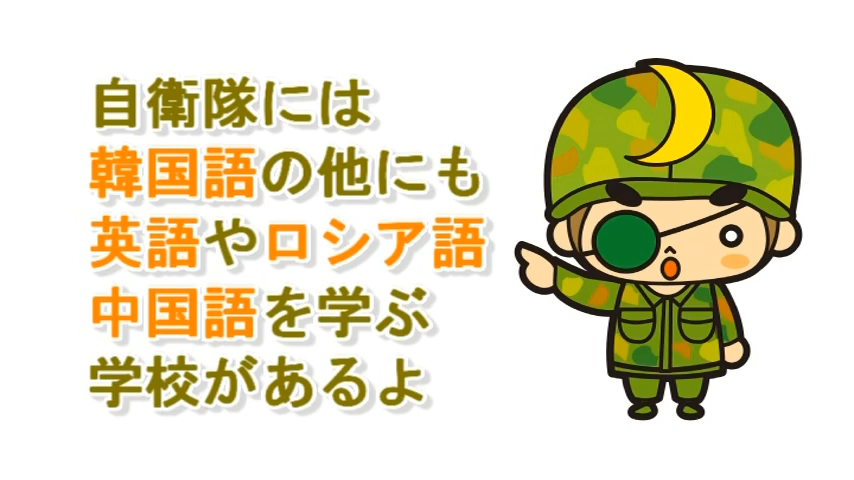 自衛隊には
韓国語の他にも
英語やロシア語
中国語を学ぶ
学校があるよ